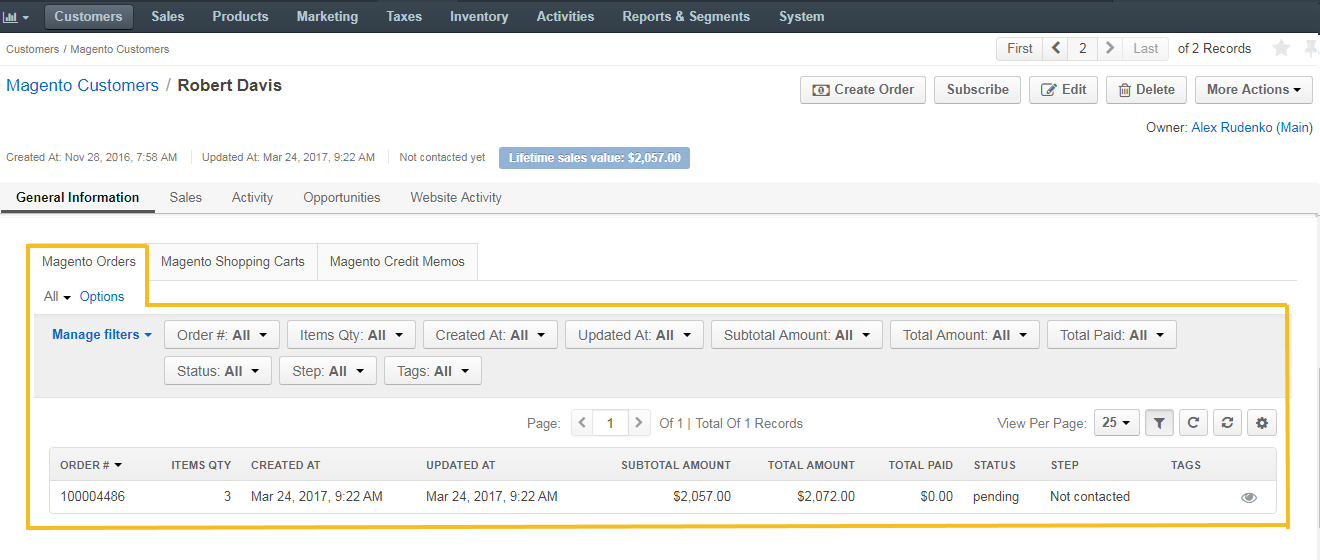 Customers Sales Products Marketing Taxes Inventory Activities Reports & Segments System
Customers / Magento Customers First 2 Last of 2 Records
Magento Customers / Robert Davis Create Order Subscribe Edit Delete More Actions
Owner: Alex Rudenko (Main)
Created At: Nov 28, 2016, 7:58 AM Updated At: Mar 24, 2017, 9:22 AM Not contacted yet Lifetime sales value: $2,057.00
General Information Sales Activity Opportunities Website Activity
Magento Orders Magento Shopping Carts Magento Credit Memos
All Options
Manage filters Order #: All Items Qty: All Created At: All Updated At: All Subtotal Amount: All Total Amount: All Total Paid: All
Status: All Step: All Tags: All
Page: 1 Of 1 | Total Of 1 Records View Per Page: 25
ORDER # ITEMS QTY CREATED AT UPDATED AT SUBTOTAL AMOUNT TOTAL AMOUNT TOTAL PAID STATUS STEP TAGS
100004486 3 Mar 24, 2017, 9:22 AM Mar 24, 2017, 9:22 AM $2,057.00 $2,072.00 $0.00 pending Not contacted